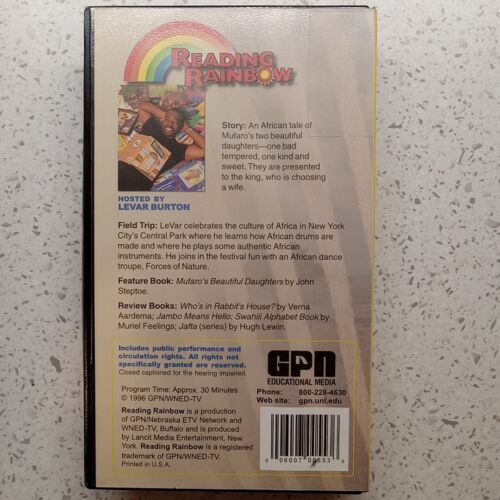 READING
RAINBOW
Story: An African tale of
Mufaro's two beautiful
daughters—one bad
tempered, one kind and
sweet. They are presented
to the king, who is choosing
a wife.
HOSTED BY
LEVAR BURTON
Field Trip: LeVar celebrates the culture of Africa in New York
City's Central Park where he learns how African drums are
made and where he plays some authentic African
instruments. He joins in the festival fun with an African dance
troupe, Forces of Nature.
Feature Book: Mufaro's Beautiful Daughters by John
Steptoe.
Review Books: Who's in Rabbit's House? by Verna
Aardema; Jambo Means Hello: Swahili Alphabet Book by
Muriel Feelings; Jafta (series) by Hugh Lewin.
Includes public performance and
circulation rights. All rights not
specifically granted are reserved.
Closed captioned for the hearing impaired.
Program Time: Approx. 30 Minutes
© 1996 GPN/WNED-TV
Reading Rainbow is a production
of GPN/Nebraska ETV Network and
WNED-TV, Buffalo and is produced
by Lancit Media Entertainment, New
York. Reading Rainbow is a registered
trademark of GPN/WNED-TV.
Printed in U.S.A.
GPN
EDUCATIONAL MEDIA
Phone: 800-228-4630
Web site: gpn.unl.edu